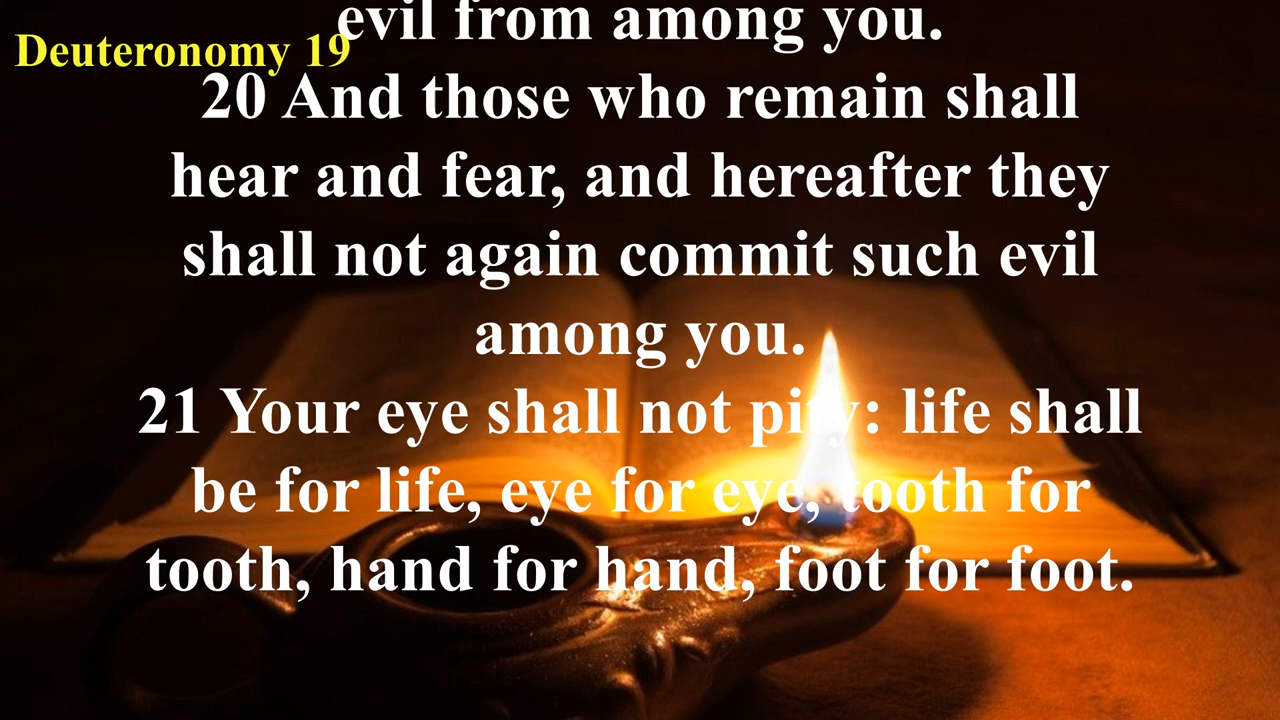 evil from among you.
Deuteronomy 19
20 And those who remain shall
hear and fear, and hereafter they
shall not again commit such evil
among you.
21 Your eye shall not pity: life shall
be for life, eye for eye, tooth for
tooth, hand for hand, foot for foot.